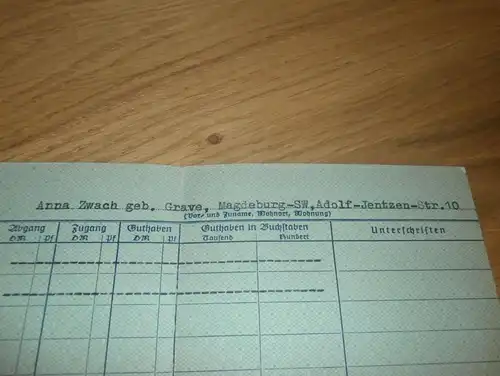 Anna Zwach geb. Grave, Magdeburg-SW,Adolf-Jentzen-Str.10
(Vor- und Zuname, Wohnort, Wohnung)
Abgang Zugang Guthaben Guthaben in Buchstaben Unterschriften
DM Pf DM Pf DM Pf Tausend Hundert